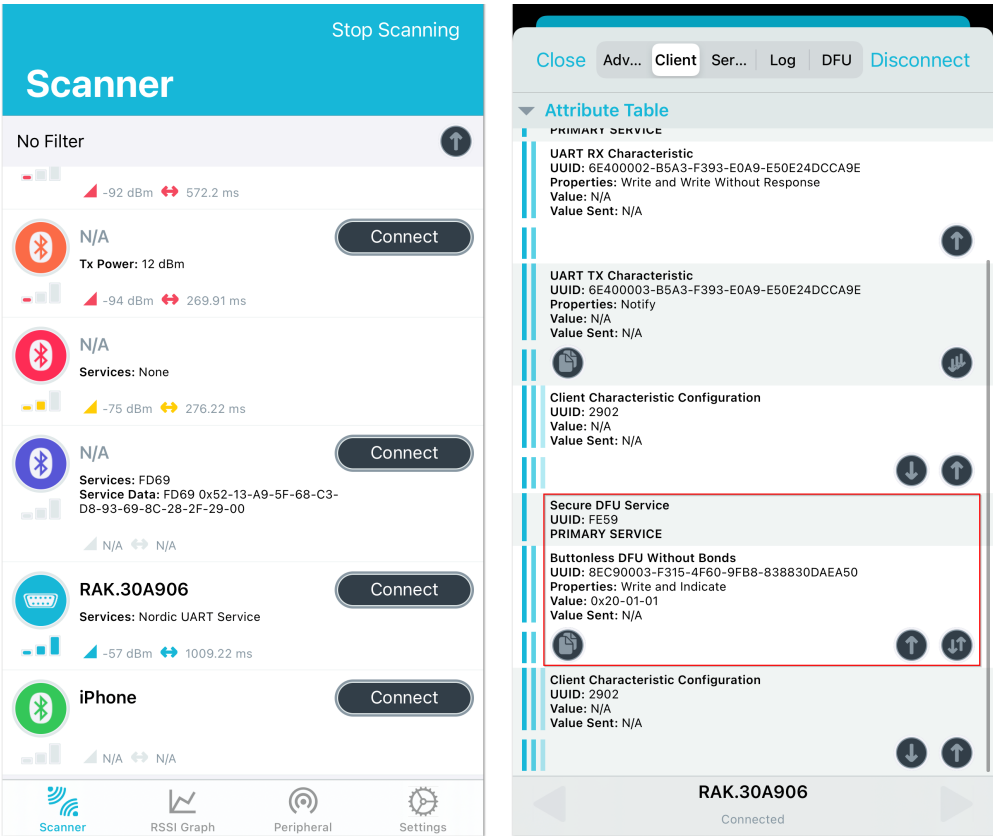 Stop Scanning
Scanner
No Filter
-92 dBm 572.2 ms
N/A
Connect
Tx Power: 12 dBm
-94 dBm 269.91 ms
N/A
Services: None
-75 dBm 276.22 ms
N/A
Connect
Services: FD69
Service Data: FD69 0x52-13-A9-5F-68-C3-
D8-93-69-8C-28-2F-29-00
N/A N/A
RAK.30A906
Connect
Services: Nordic UART Service
-57 dBm 1009.22 ms
iPhone
Connect
N/A N/A
Scanner
RSSI Graph
Peripheral
Settings
Close
Adv...
Client
Ser...
Log
DFU
Disconnect
Attribute Table
PRIMARY SERVICE
UART RX Characteristic
UUID: 6E400002-B5A3-F393-E0A9-E50E24DCCA9E
Properties: Write and Write Without Response
Value: N/A
Value Sent: N/A
UART TX Characteristic
UUID: 6E400003-B5A3-F393-E0A9-E50E24DCCA9E
Properties: Notify
Value: N/A
Value Sent: N/A
Client Characteristic Configuration
UUID: 2902
Value: N/A
Value Sent: N/A
Secure DFU Service
UUID: FE59
PRIMARY SERVICE
Buttonless DFU Without Bonds
UUID: 8EC90003-F315-4F60-9FB8-838830DAEA50
Properties: Write and Indicate
Value: 0x20-01-01
Value Sent: N/A
Client Characteristic Configuration
UUID: 2902
Value: N/A
Value Sent: N/A
RAK.30A906
Connected